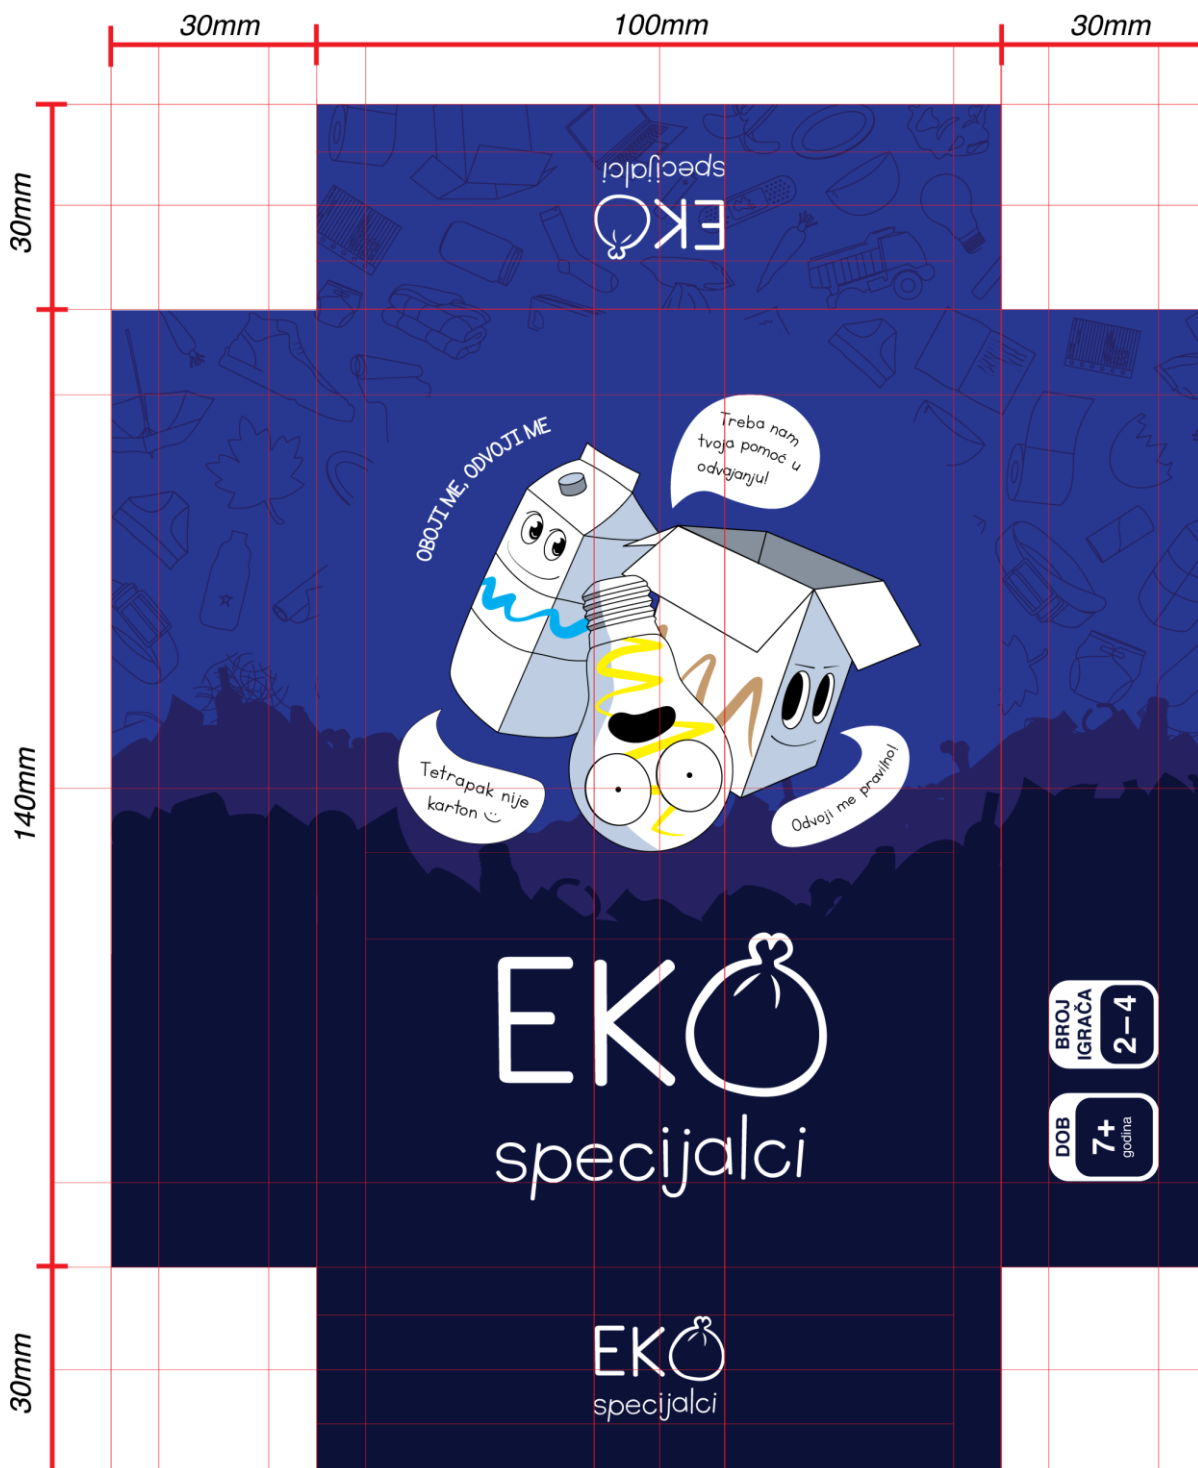 30mm
100mm
30mm
30mm
EKO
specijalci
OBOJI ME, ODVOJI ME
Treba nam
tvoja pomoć u
odvajanju!
Tetrapak nije
karton
Odvoji me pravilno!
140mm
EKO
specijalci
BROJ
IGRAČA
2–4
DOB
7+
godina
30mm
EKO
specijalci